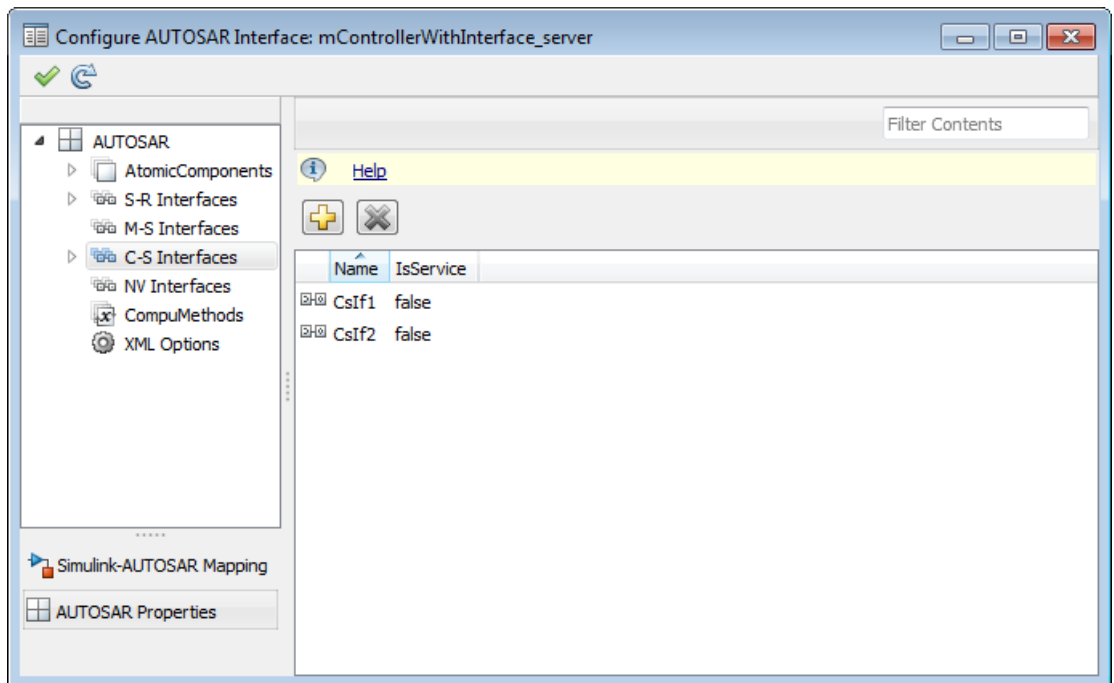 Configure AUTOSAR Interface: mControllerWithInterface_server
Filter Contents
AUTOSAR
AtomicComponents
S-R Interfaces
M-S Interfaces
C-S Interfaces
NV Interfaces
CompuMethods
XML Options
Help
Name IsService
CsIf1 false
CsIf2 false
Simulink-AUTOSAR Mapping
AUTOSAR Properties